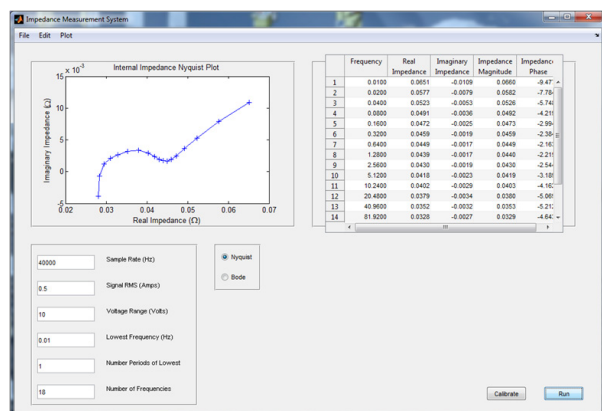 Impedance Measurement System
File Edit Plot
Internal Impedance Nyquist Plot
x 10⁻³
15
10
5
0
-5
0.02 0.03 0.04 0.05 0.06 0.07
Imaginary Impedance (Ω)
Real Impedance (Ω)
Frequency Real Impedance Imaginary Impedance Impedance Magnitude Impedance Phase
1 0.0100 0.0651 -0.0109 0.0660
2 0.0200 0.0577 -0.0079 0.0582
3 0.0400 0.0523 -0.0053 0.0526
4 0.0800 0.0491 -0.0036 0.0492
5 0.1600 0.0472 -0.0025 0.0473
6 0.3200 0.0459 -0.0019 0.0459
7 0.6400 0.0449 -0.0017 0.0449
8 1.2800 0.0439 -0.0017 0.0440
9 2.5600 0.0430 -0.0019 0.0430
10 5.1200 0.0418 -0.0023 0.0419
11 10.2400 0.0402 -0.0029 0.0403
12 20.4800 0.0379 -0.0034 0.0380
13 40.9600 0.0352 -0.0032 0.0353
14 81.9200 0.0328 -0.0027 0.0329
40000 Sample Rate (Hz)
0.5 Signal RMS (Amps)
10 Voltage Range (Volts)
0.01 Lowest Frequency (Hz)
1 Number Periods of Lowest
18 Number of Frequencies
Nyquist
Bode
Calibrate Run